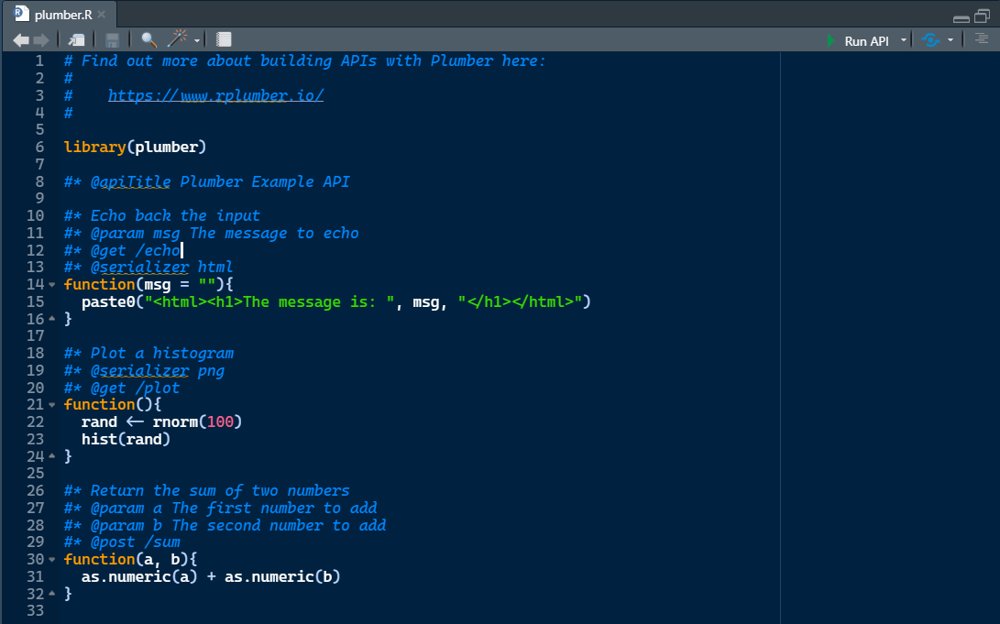 plumber.R
Run API
1 # Find out more about building APIs with Plumber here:
2 #
3 #    https://www.rplumber.io/
4 #
5
6 library(plumber)
7
8 #* @apiTitle Plumber Example API
9
10 #* Echo back the input
11 #* @param msg The message to echo
12 #* @get /echo
13 #* @serializer html
14 function(msg = ""){
15   paste0("<html><h1>The message is: ", msg, "</h1></html>")
16 }
17
18 #* Plot a histogram
19 #* @serializer png
20 #* @get /plot
21 function(){
22   rand <- rnorm(100)
23   hist(rand)
24 }
25
26 #* Return the sum of two numbers
27 #* @param a The first number to add
28 #* @param b The second number to add
29 #* @post /sum
30 function(a, b){
31   as.numeric(a) + as.numeric(b)
32 }
33